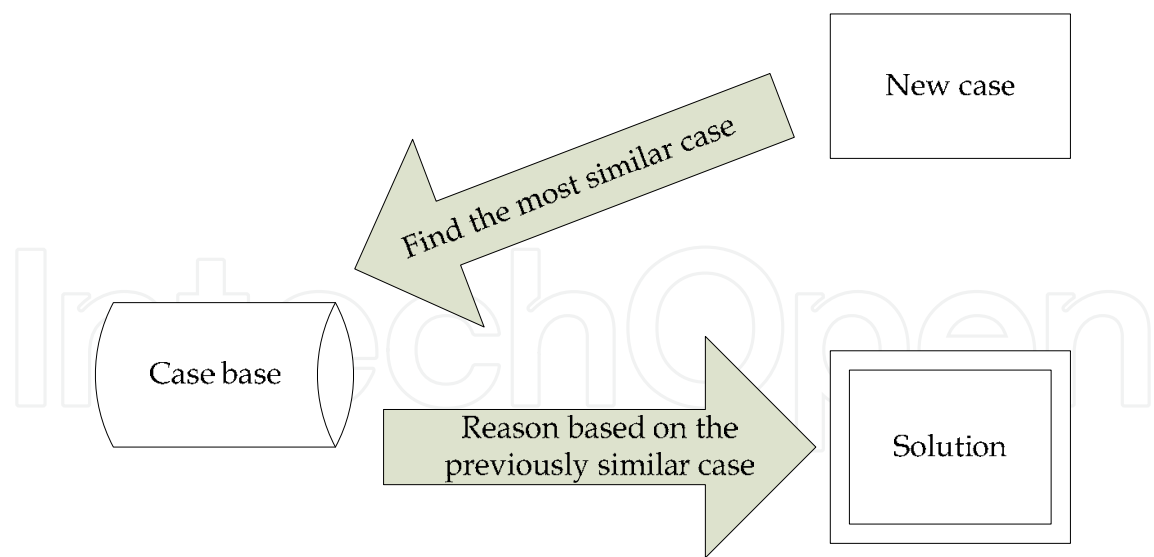 New case
Find the most similar case
IntechOpen
Case base
Reason based on the
previously similar case
Solution